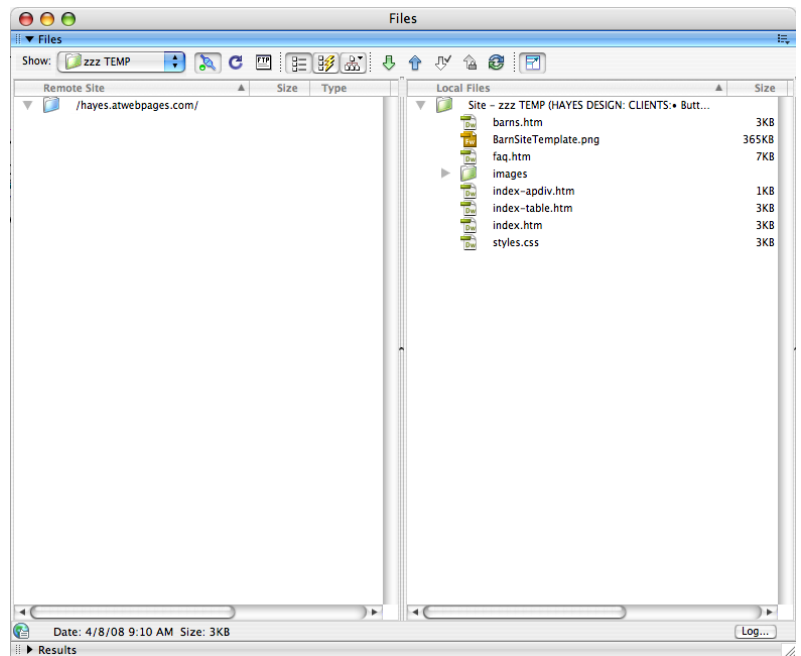 Files
Files
Show: zzz TEMP FTP
Remote Site Size Type
/hayes.atwebpages.com/
Local Files Size
Site - zzz TEMP (HAYES DESIGN: CLIENTS:• Butt...
barns.htm 3KB
BarnSiteTemplate.png 365KB
faq.htm 7KB
images
index-apdiv.htm 1KB
index-table.htm 3KB
index.htm 3KB
styles.css 3KB
Date: 4/8/08 9:10 AM Size: 3KB
Log...
Results